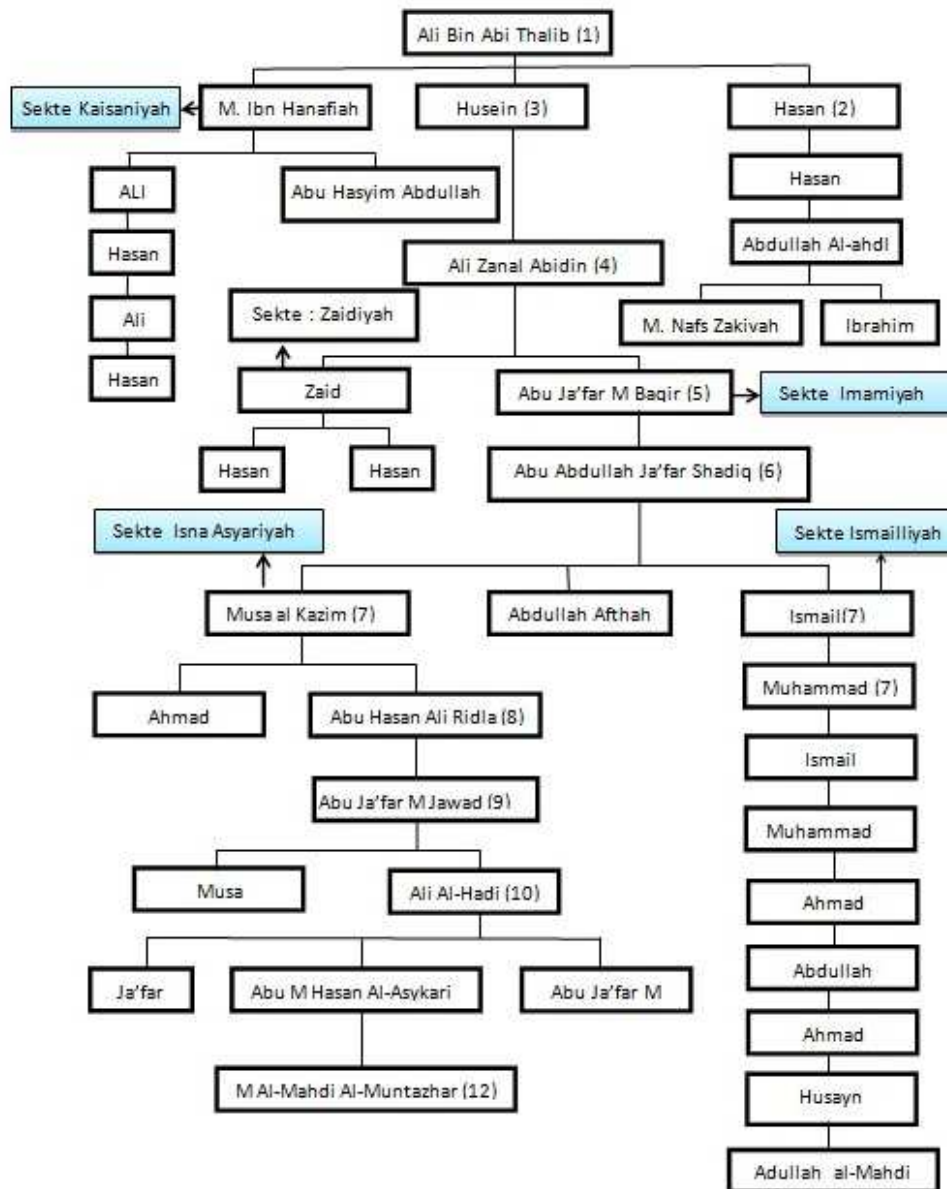 Ali Bin Abi Thalib (1)
Sekte Kaisaniyah
M. Ibn Hanafiah
Husein (3)
Hasan (2)
ALI
Abu Hasyim Abdullah
Hasan
Hasan
Abdullah Al-ahdl
Ali Zanal Abidin (4)
Ali
Sekte : Zaidiyah
M. Nafs Zakivah
Ibrahim
Hasan
Zaid
Abu Ja'far M Baqir (5)
Sekte Imamiyah
Hasan
Hasan
Abu Abdullah Ja'far Shadiq (6)
Sekte Isna Asyariyah
Sekte Ismailliyah
Musa al Kazim (7)
Abdullah Afthah
Ismail(7)
Muhammad (7)
Ahmad
Abu Hasan Ali Ridla (8)
Ismail
Abu Ja'far M Jawad (9)
Muhammad
Musa
Ali Al-Hadi (10)
Ahmad
Abdullah
Ja'far
Abu M Hasan Al-Asykari
Abu Ja'far M
Ahmad
M Al-Mahdi Al-Muntazhar (12)
Husayn
Adullah al-Mahdi